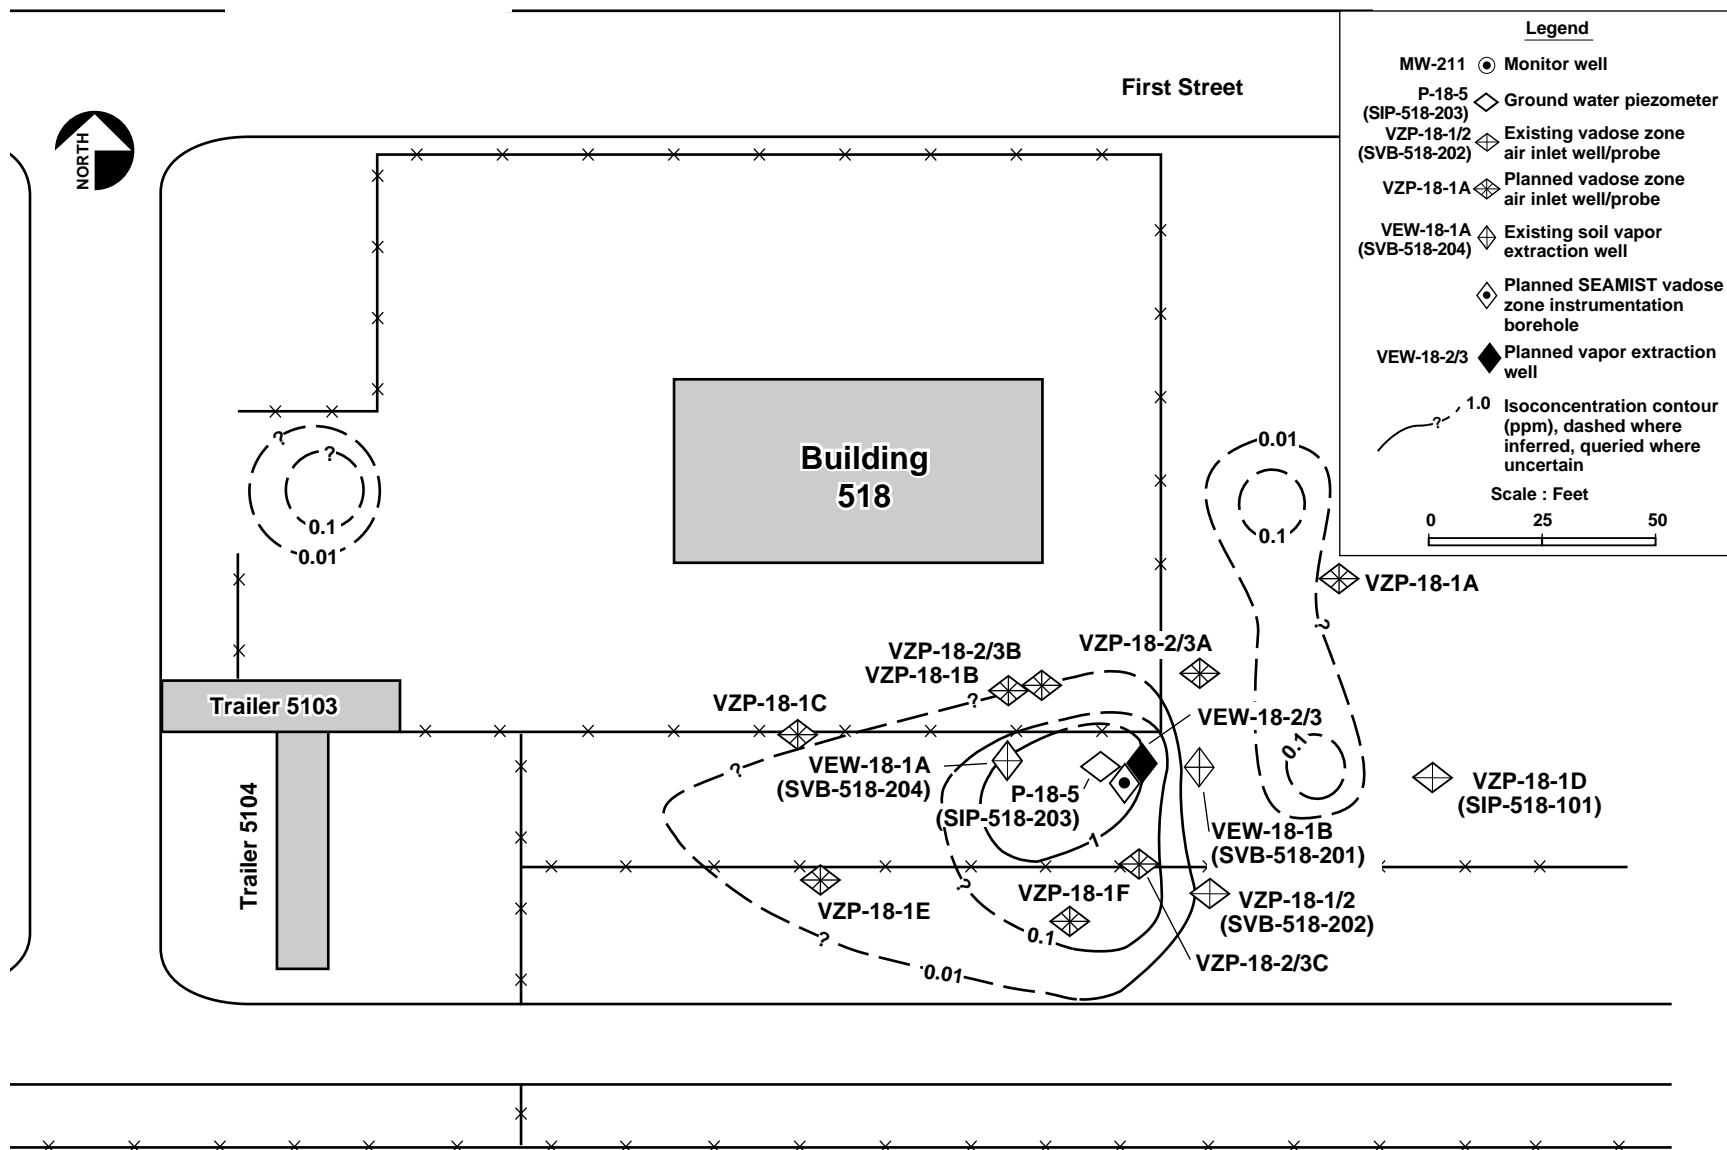 First Street
NORTH
Legend
MW-211 Monitor well
P-18-5
(SIP-518-203)
Ground water piezometer
VZP-18-1/2
(SVB-518-202)
Existing vadose zone
air inlet well/probe
VZP-18-1A
Planned vadose zone
air inlet well/probe
VEW-18-1A
(SVB-518-204)
Existing soil vapor
extraction well
Planned SEAMIST vadose
zone instrumentation
borehole
VEW-18-2/3
Planned vapor extraction
well
? 1.0
Isoconcentration contour
(ppm), dashed where
inferred, queried where
uncertain
Scale : Feet
0 25 50
?
?
0.1
0.01
Building
518
0.01
0.1
VZP-18-1A
?
0.1
VZP-18-2/3A
VZP-18-2/3B
VZP-18-1B
?
VZP-18-1C
Trailer 5103
Trailer 5104
VEW-18-2/3
?
VEW-18-1A
(SVB-518-204)
P-18-5
(SIP-518-203)
1
VZP-18-1D
(SIP-518-101)
VEW-18-1B
(SVB-518-201)
?
VZP-18-1E
VZP-18-1F
VZP-18-1/2
(SVB-518-202)
?
0.1
VZP-18-2/3C
0.01